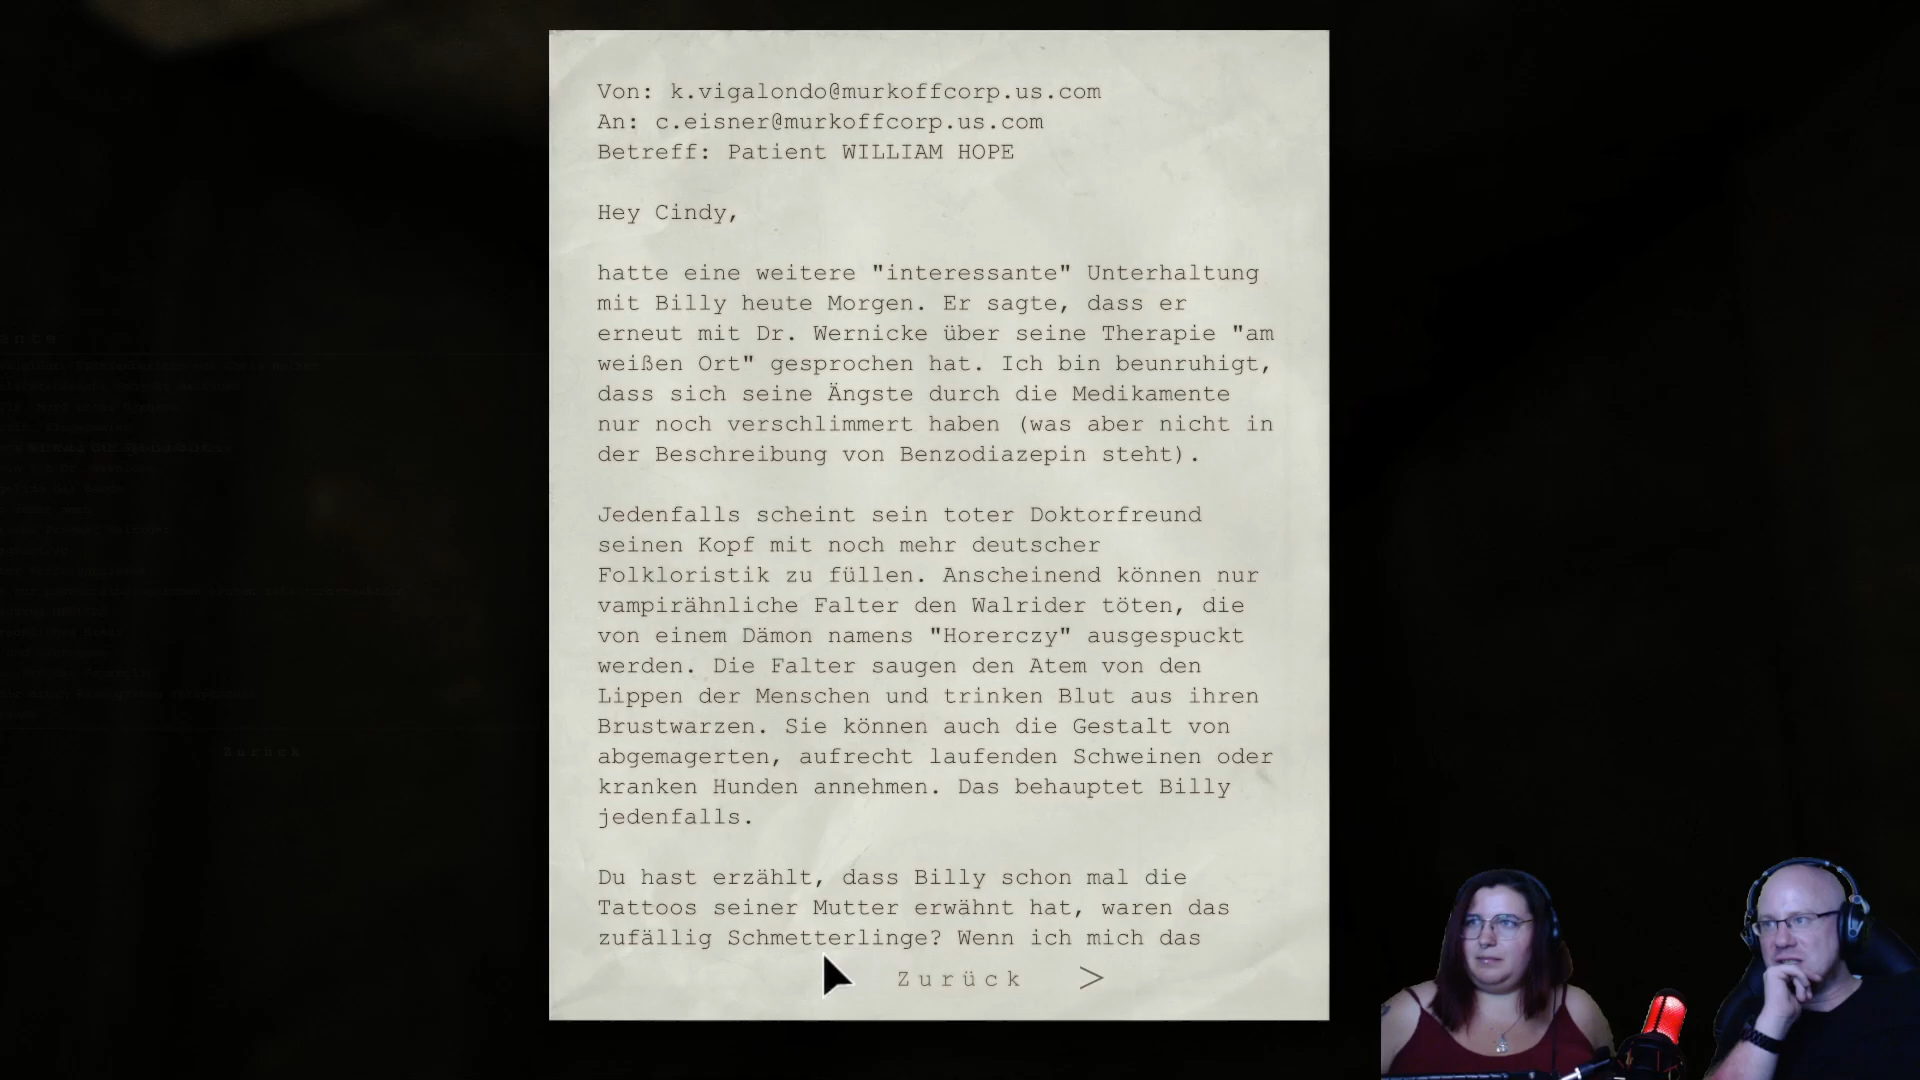 Von: k.vigalondo@murkoffcorp.us.com
An: c.eisner@murkoffcorp.us.com
Betreff: Patient WILLIAM HOPE
Hey Cindy,
hatte eine weitere "interessante" Unterhaltung
mit Billy heute Morgen. Er sagte, dass er
erneut mit Dr. Wernicke über seine Therapie "am
weißen Ort" gesprochen hat. Ich bin beunruhigt,
dass sich seine Ängste durch die Medikamente
nur noch verschlimmert haben (was aber nicht in
der Beschreibung von Benzodiazepin steht).
Jedenfalls scheint sein toter Doktorfreund
seinen Kopf mit noch mehr deutscher
Folkloristik zu füllen. Anscheinend können nur
vampirähnliche Falter den Walrider töten, die
von einem Dämon namens "Horerczy" ausgespuckt
werden. Die Falter saugen den Atem von den
Lippen der Menschen und trinken Blut aus ihren
Brustwarzen. Sie können auch die Gestalt von
abgemagerten, aufrecht laufenden Schweinen oder
kranken Hunden annehmen. Das behauptet Billy
jedenfalls.
Du hast erzählt, dass Billy schon mal die
Tattoos seiner Mutter erwähnt hat, waren das
zufällig Schmetterlinge? Wenn ich mich das
Zurück >
Zurück